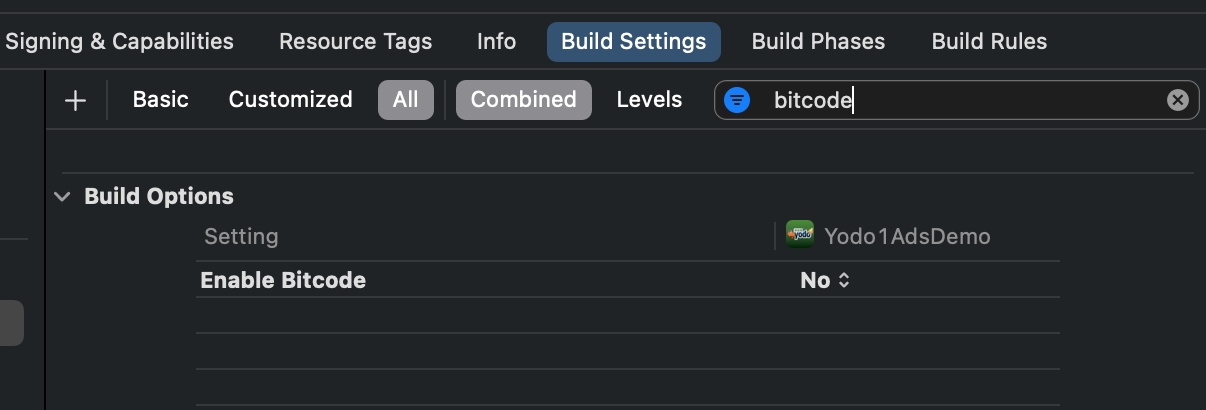 Signing & Capabilities Resource Tags Info Build Settings Build Phases Build Rules
+ Basic Customized All Combined Levels bitcode
Build Options
Setting Yodo1AdsDemo
Enable Bitcode No